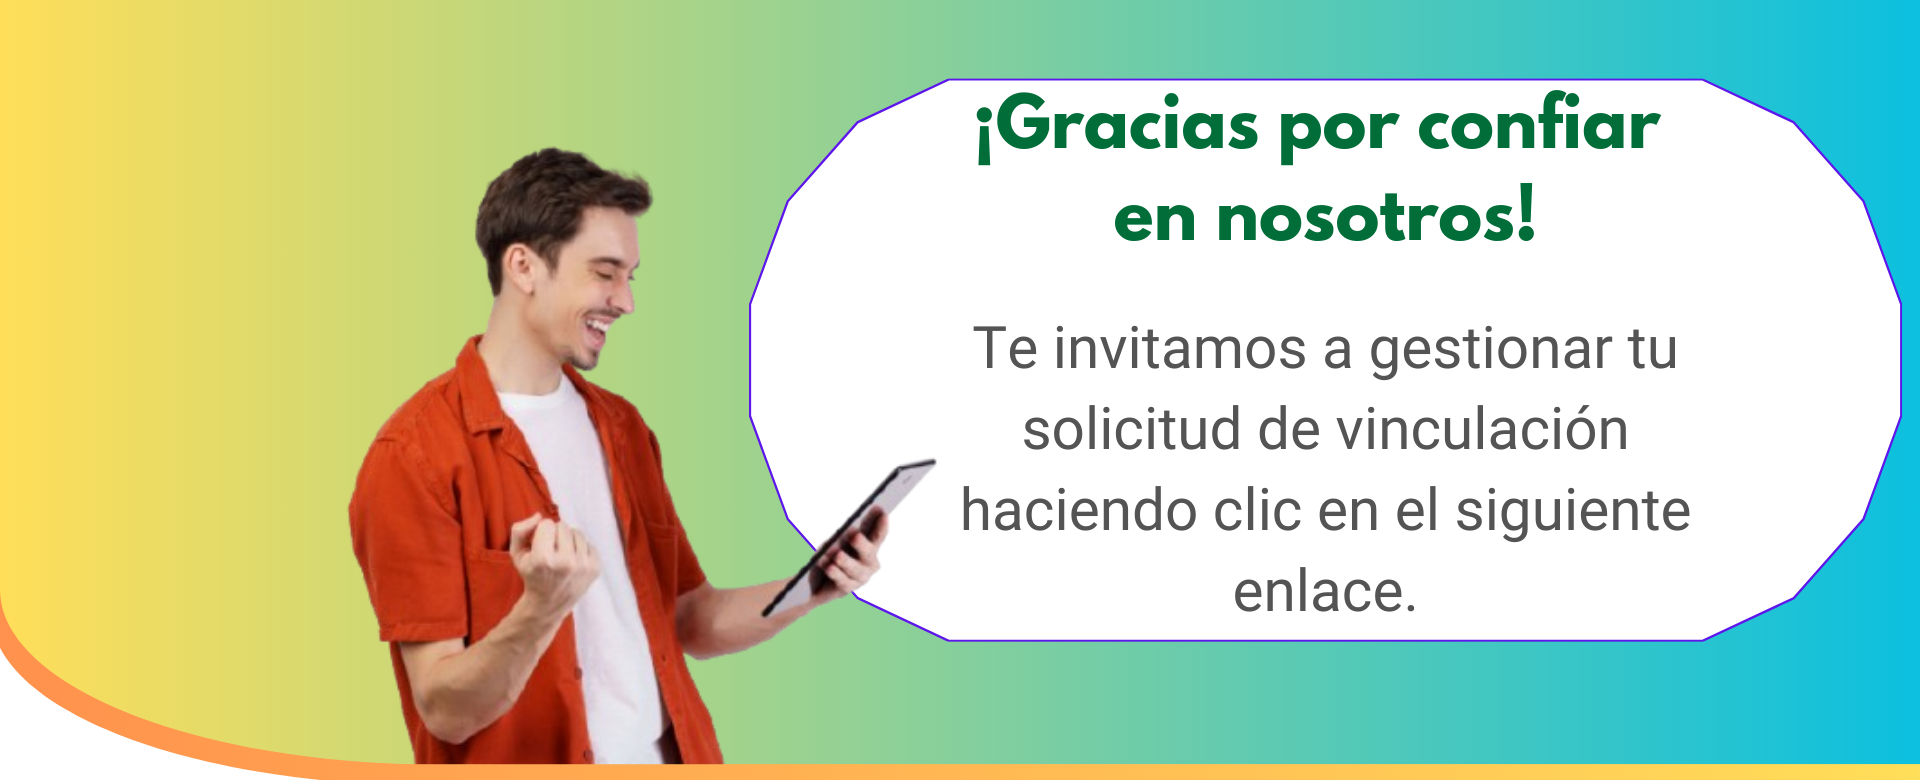 ¡Gracias por confiar
en nosotros!
Te invitamos a gestionar tu
solicitud de vinculación
haciendo clic en el siguiente
enlace.